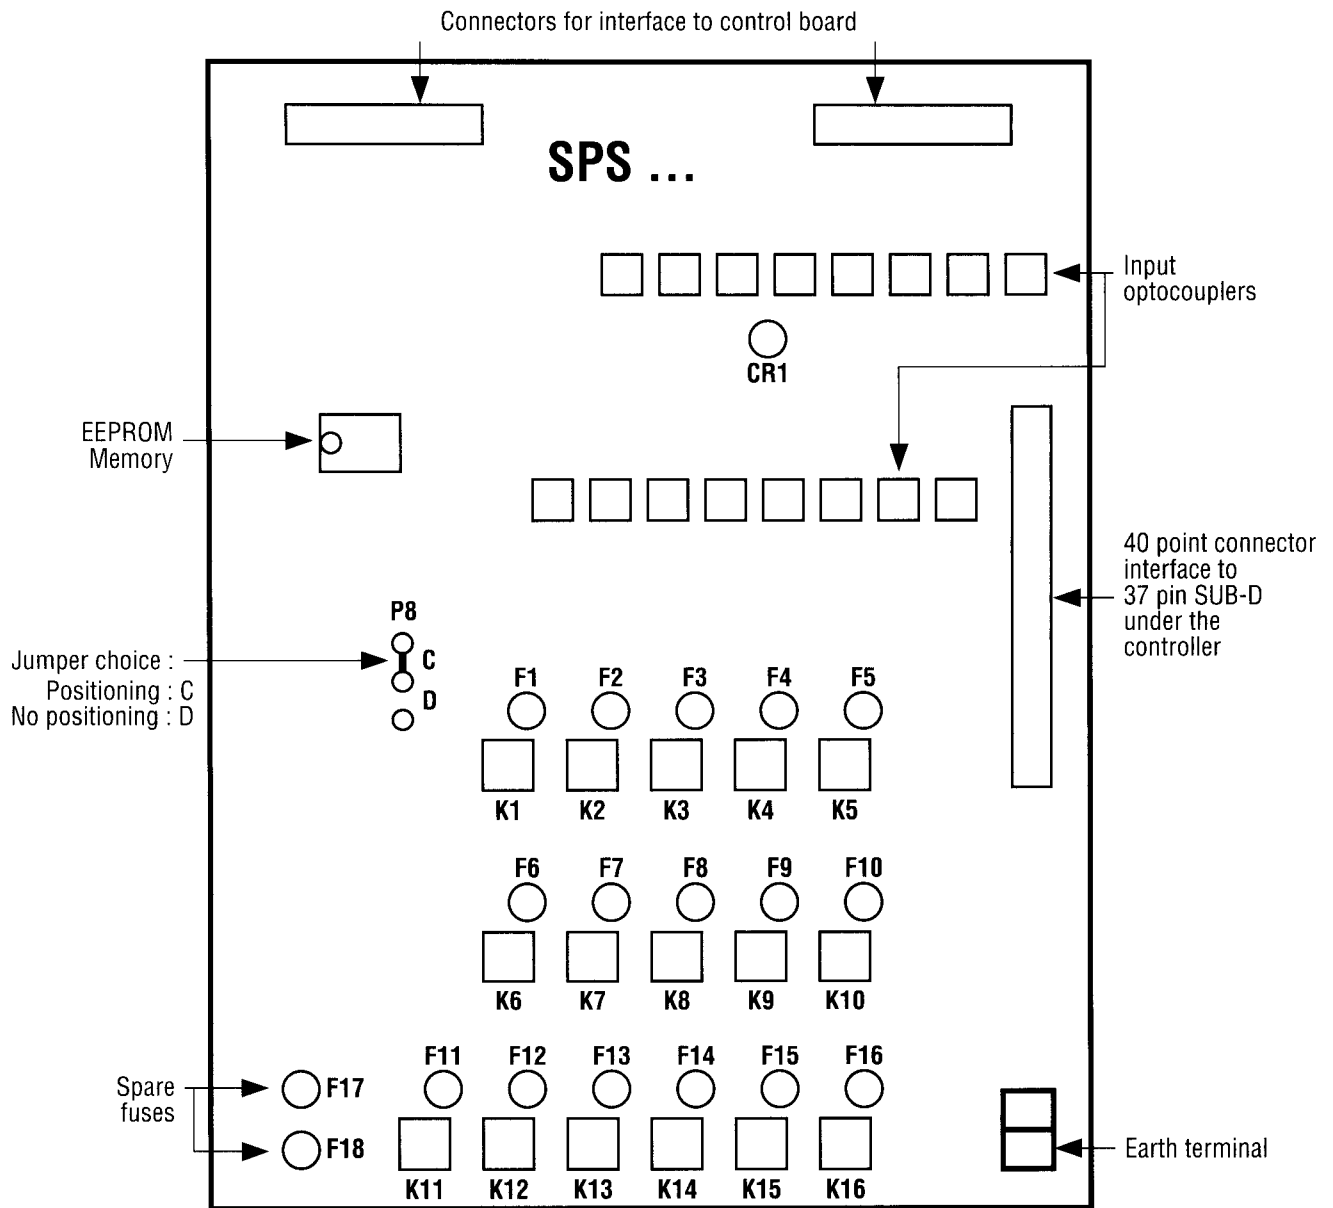 Connectors for interface to control board
SPS ...
Input
optocouplers
CR1
EEPROM
Memory
40 point connector
interface to
37 pin SUB-D
under the
controller
P8
Jumper choice :
Positioning : C
No positioning : D
C
D
F1 F2 F3 F4 F5
K1 K2 K3 K4 K5
F6 F7 F8 F9 F10
K6 K7 K8 K9 K10
F11 F12 F13 F14 F15 F16
Spare
fuses
F17
F18
Earth terminal
K11 K12 K13 K14 K15 K16